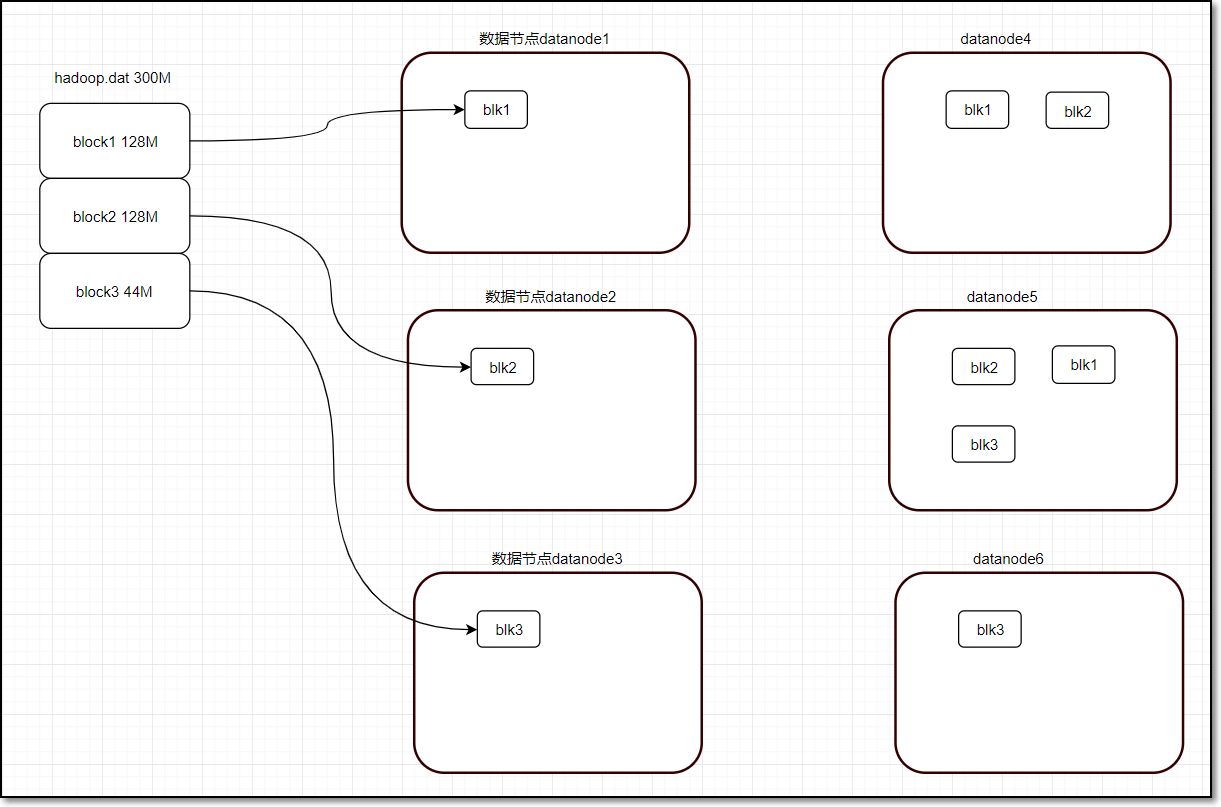 hadoop.dat 300M
block1 128M
block2 128M
block3 44M
数据节点datanode1
blk1
数据节点datanode2
blk2
数据节点datanode3
blk3
datanode4
blk1 blk2
datanode5
blk2 blk1
blk3
datanode6
blk3